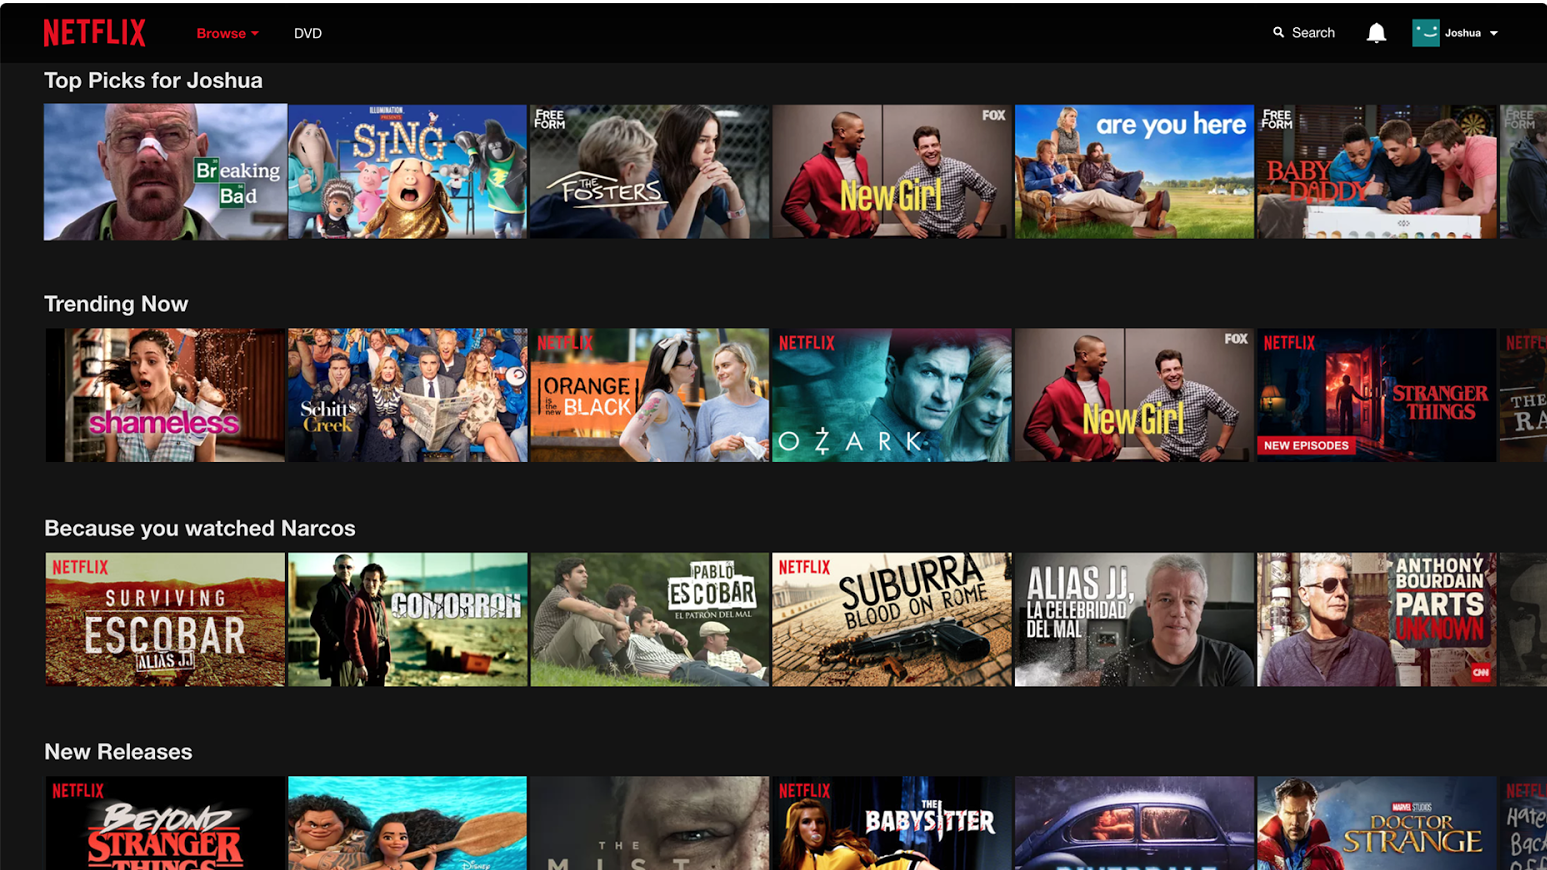 NETFLIX
Browse
DVD
Search
Joshua
Top Picks for Joshua
Breaking
Bad
ILLUMINATION
PRESENTS
SING
FREE
FORM
THE
FOSTERS
FOX
New Girl
are you here
FREE
FORM
BABY
DADDY
FREE
FORM
Trending Now
shameless
Schitt's
Creek
NETFLIX
ORANGE
is the new
BLACK
NETFLIX
OZARK
FOX
New Girl
NETFLIX
STRANGER
THINGS
NEW EPISODES
THE
RA
Because you watched Narcos
NETFLIX
SURVIVING
ESCOBAR
ALIAS JJ
GOMORRAH
PABLO
ESCOBAR
EL PATRÓN DEL MAL
NETFLIX
SUBURRA
BLOOD ON ROME
ALIAS JJ,
LA CELEBRIDAD
DEL MAL
ANTHONY
BOURDAIN
PARTS
UNKNOWN
CNN
New Releases
NETFLIX
BEYOND
STRANGER
THINGS
DISNEY
THE
MIST
NETFLIX
THE
BABYSITTER
RIVERDALE
MARVEL STUDIOS
DOCTOR
STRANGE
Hate
Back